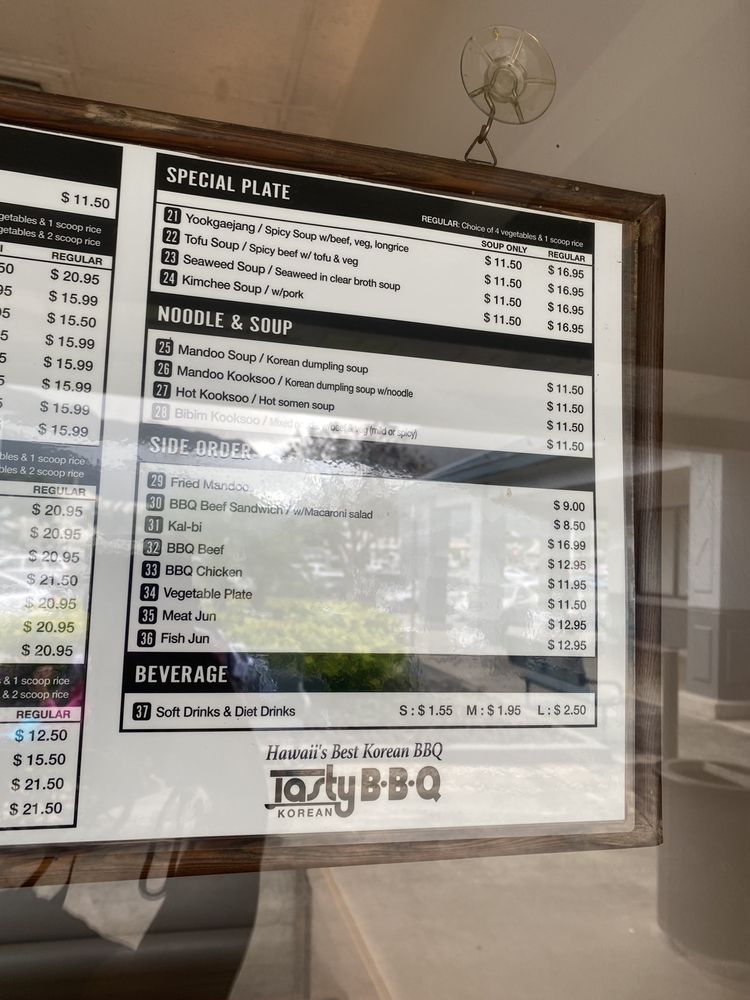 $ 11.50
getables & 1 scoop rice
getables & 2 scoop rice
REGULAR
50 $ 20.95
95 $ 15.99
$ 15.50
$ 15.99
$ 15.99
$ 15.99
$ 15.99
$ 15.99
bles & 1 scoop rice
bles & 2 scoop rice
REGULAR
$ 20.95
$ 20.95
$ 20.95
$ 21.50
$ 20.95
$ 20.95
$ 20.95
& 1 scoop rice
& 2 scoop rice
REGULAR
$ 12.50
$ 15.50
$ 21.50
$ 21.50
SPECIAL PLATE
REGULAR: Choice of 4 vegetables & 1 scoop rice
SOUP ONLY REGULAR
21 Yookgaejang / Spicy Soup w/beef, veg, longrice $ 11.50 $ 16.95
22 Tofu Soup / Spicy beef w/ tofu & veg $ 11.50 $ 16.95
23 Seaweed Soup / Seaweed in clear broth soup $ 11.50 $ 16.95
24 Kimchee Soup / w/pork $ 11.50 $ 16.95
NOODLE & SOUP
25 Mandoo Soup / Korean dumpling soup $ 11.50
26 Mandoo Kooksoo / Korean dumpling soup w/noodle $ 11.50
27 Hot Kooksoo / Hot somen soup $ 11.50
28 Bibim Kooksoo / Mixed (mild or spicy) $ 11.50
SIDE ORDER
29 Fried Mandoo $ 9.00
30 BBQ Beef Sandwich / w/Macaroni salad $ 8.50
31 Kal-bi $ 16.99
32 BBQ Beef $ 12.95
33 BBQ Chicken $ 11.95
34 Vegetable Plate $ 11.50
35 Meat Jun $ 12.95
36 Fish Jun $ 12.95
BEVERAGE
37 Soft Drinks & Diet Drinks S : $ 1.55 M : $ 1.95 L : $ 2.50
Hawaii's Best Korean BBQ
Tasty B•B•Q
KOREAN